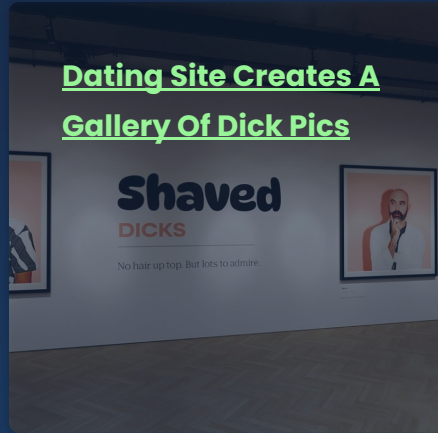 Dating Site Creates A
Gallery Of Dick Pics
Shaved
DICKS
No hair up top. But lots to admire.